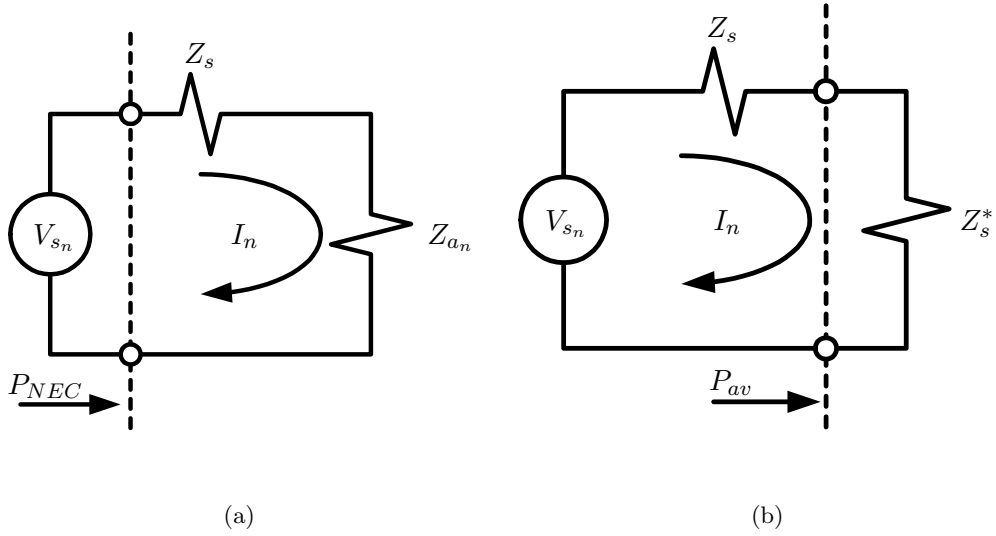 Z_s
V_{s_n}
I_n
Z_{a_n}
P_{NEC}
(a)
Z_s
V_{s_n}
I_n
Z_s^*
P_{av}
(b)